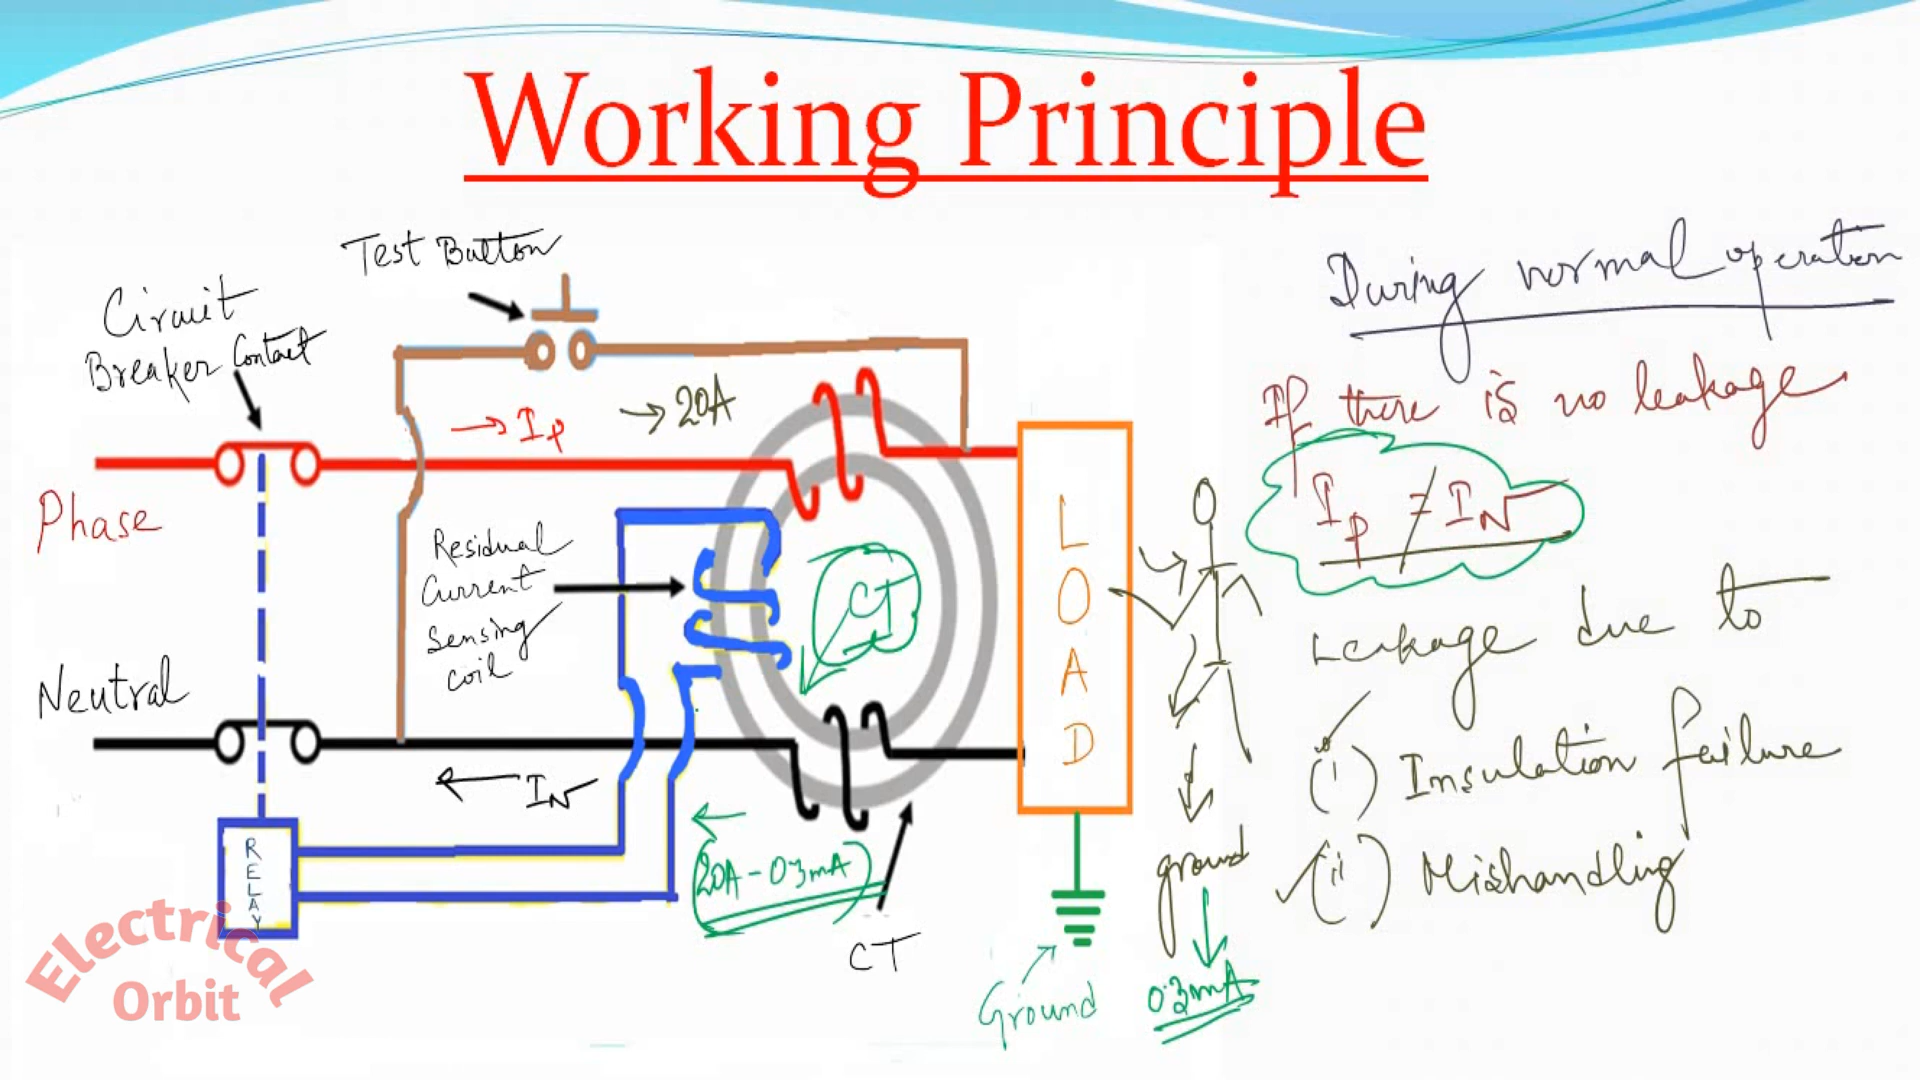 Working Principle
Test Button
Circuit
Breaker Contact
→ IP
→ 20A
Phase
Residual
Current
Sensing
coil
CT
Neutral
← IN
RELAY
←
(20A - 0.3mA)
CT
LOAD
Ground
ground
0.3mA
During normal operation
If there is no leakage
IP ≠ IN
Leakage due to
(i) Insulation failure
(ii) Mishandling
Electrical
Orbit